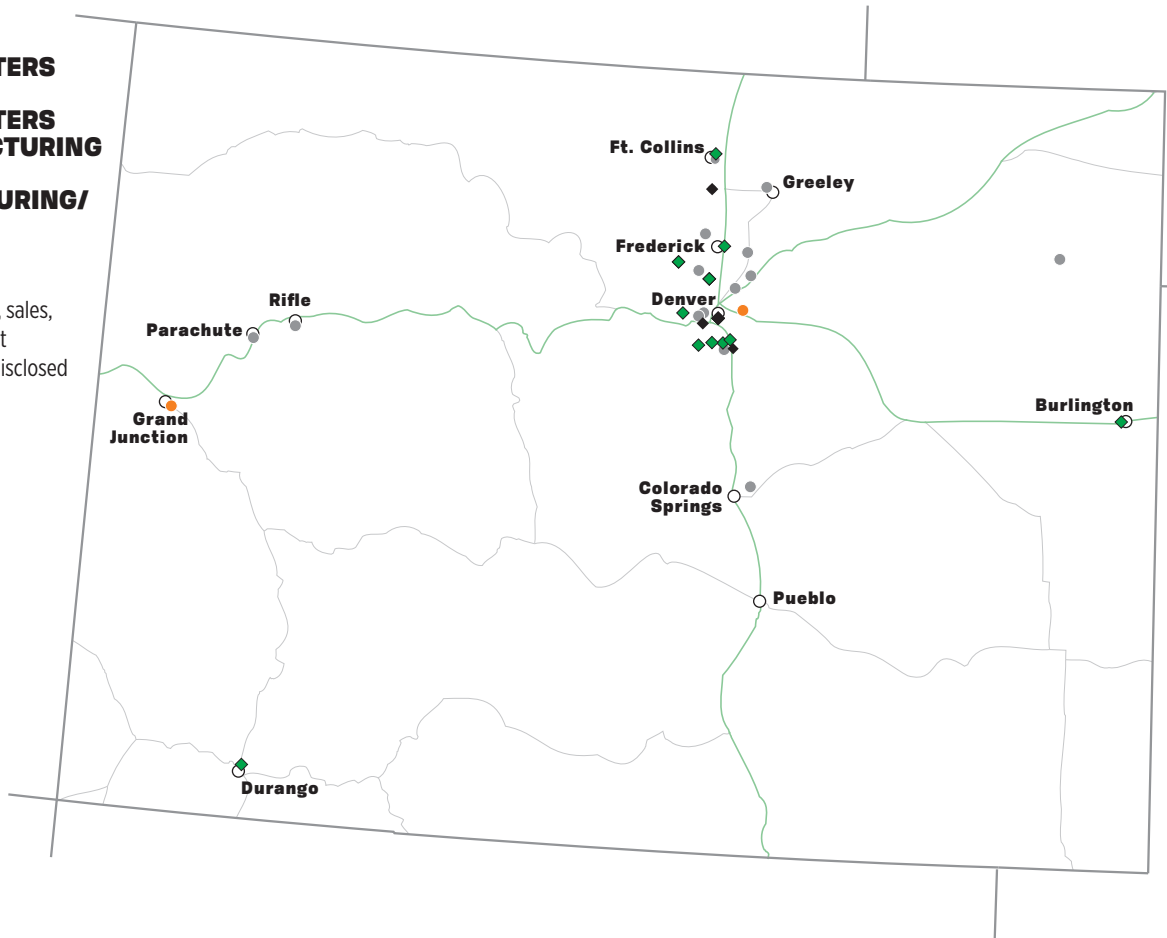 TERS
TERS
CTURING
URING/
sales,
t
isclosed
Ft. Collins
Greeley
Frederick
Denver
Rifle
Parachute
Grand
Junction
Burlington
Colorado
Springs
Pueblo
Durango